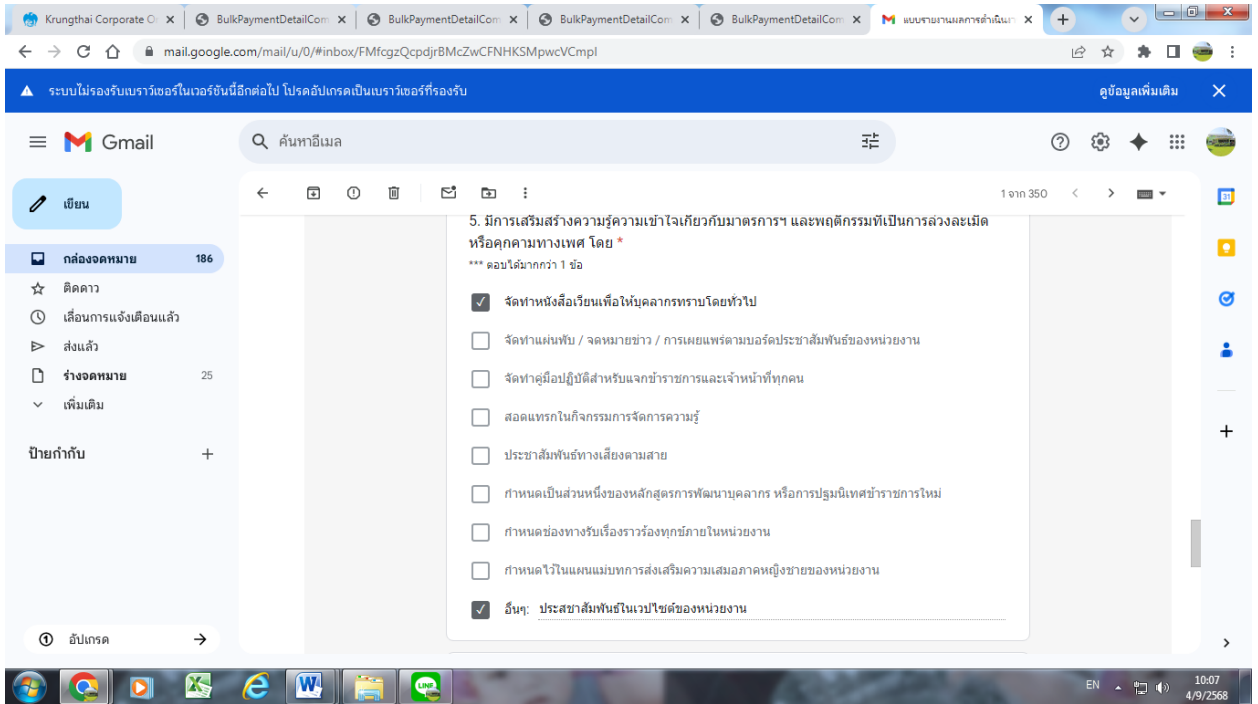 Krungthai Corporate On
BulkPaymentDetailCom
BulkPaymentDetailCom
BulkPaymentDetailCom
BulkPaymentDetailCom
แบบรายงานผลการดำเนินกา
mail.google.com/mail/u/0/#inbox/FMfcgzQcpdjrBMcZwCFNHKSMpwcVCmpl
ระบบไม่รองรับเบราว์เซอร์ในเวอร์ชันนี้อีกต่อไป โปรดอัปเกรดเป็นเบราว์เซอร์ที่รองรับ
ดูข้อมูลเพิ่มเติม
Gmail
ค้นหาอีเมล
เขียน
1 จาก 350
31
กล่องจดหมาย 186
ติดดาว
เลื่อนการแจ้งเตือนแล้ว
ส่งแล้ว
ร่างจดหมาย 25
เพิ่มเติม
ป้ายกำกับ
อัปเกรด
5. มีการเสริมสร้างความรู้ความเข้าใจเกี่ยวกับมาตรการฯ และพฤติกรรมที่เป็นการล่วงละเมิด
หรือคุกคามทางเพศ โดย *
*** ตอบได้มากกว่า 1 ข้อ
จัดทำหนังสือเวียนเพื่อให้บุคลากรทราบโดยทั่วไป
จัดทำแผ่นพับ / จดหมายข่าว / การเผยแพร่ตามบอร์ดประชาสัมพันธ์ของหน่วยงาน
จัดทำคู่มือปฏิบัติสำหรับแจกข้าราชการและเจ้าหน้าที่ทุกคน
สอดแทรกในกิจกรรมการจัดการความรู้
ประชาสัมพันธ์ทางเสียงตามสาย
กำหนดเป็นส่วนหนึ่งของหลักสูตรการพัฒนาบุคลากร หรือการปฐมนิเทศข้าราชการใหม่
กำหนดช่องทางรับเรื่องราวร้องทุกข์ภายในหน่วยงาน
กำหนดไว้ในแผนแม่บทการส่งเสริมความเสมอภาคหญิงชายของหน่วยงาน
อื่นๆ: ประสชาสัมพันธ์ในเวปไซต์ของหน่วยงาน
LINE
EN
10:07
4/9/2568